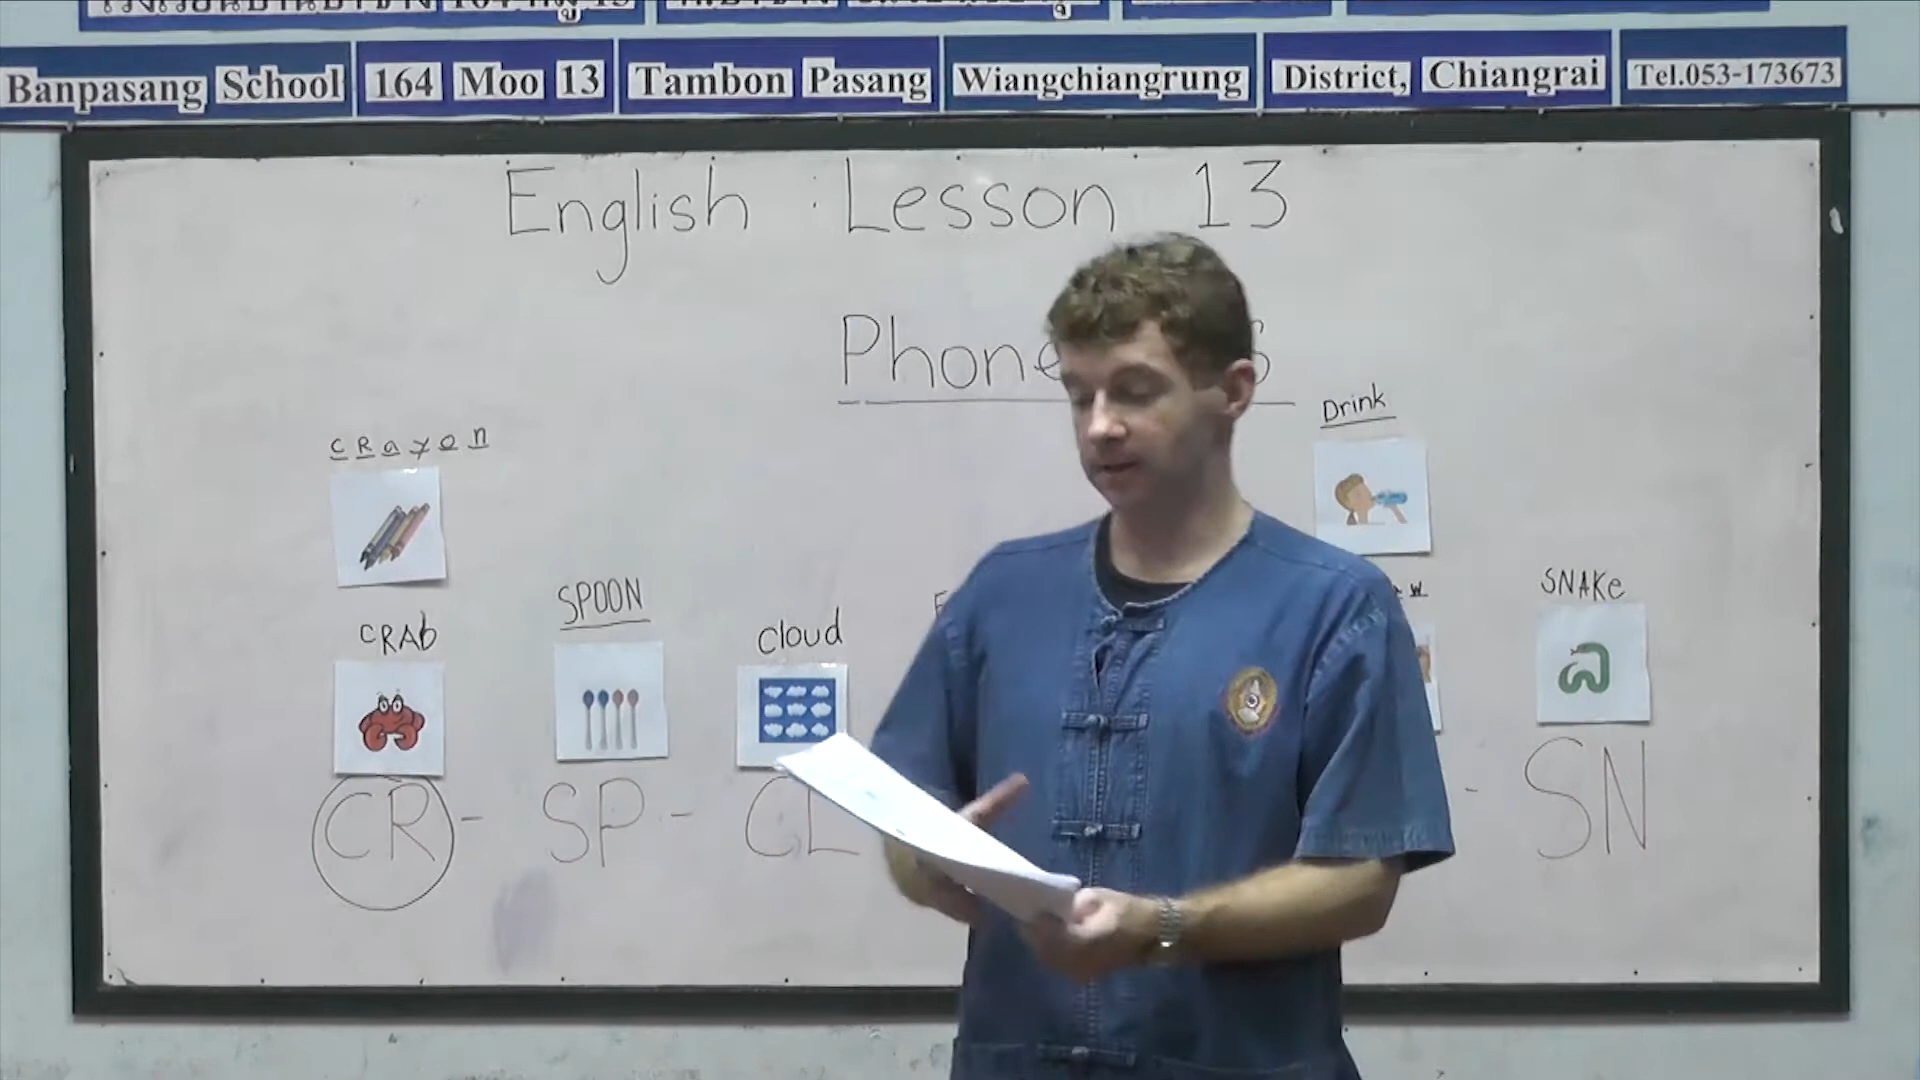 Banpasang School 164 Moo 13 Tambon Pasang Wiangchiangrung District, Chiangrai Tel.053-173673
English Lesson 13
Phone
Drink
CRayon
SPOON
SNAKe
CRAb
Cloud
CR - SP - CL - SN